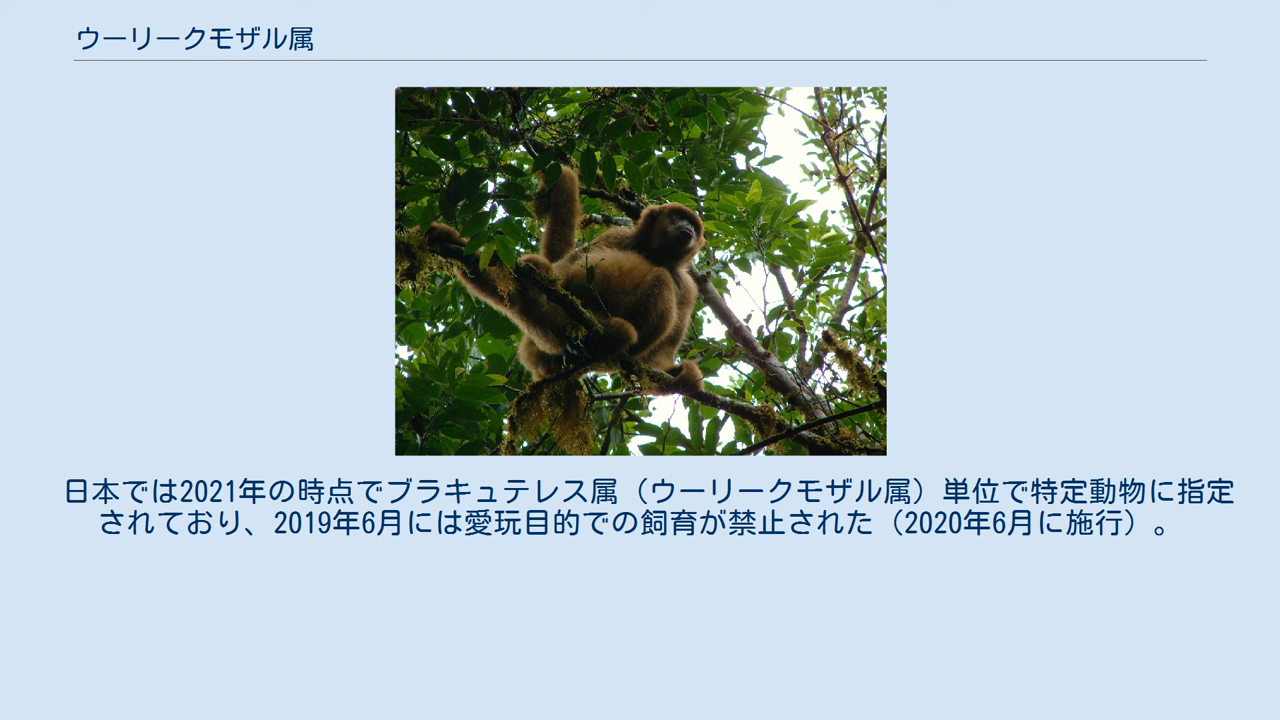 ウーリークモザル属
日本では2021年の時点でブラキュテレス属（ウーリークモザル属）単位で特定動物に指定
されており、2019年6月には愛玩目的での飼育が禁止された（2020年6月に施行）。